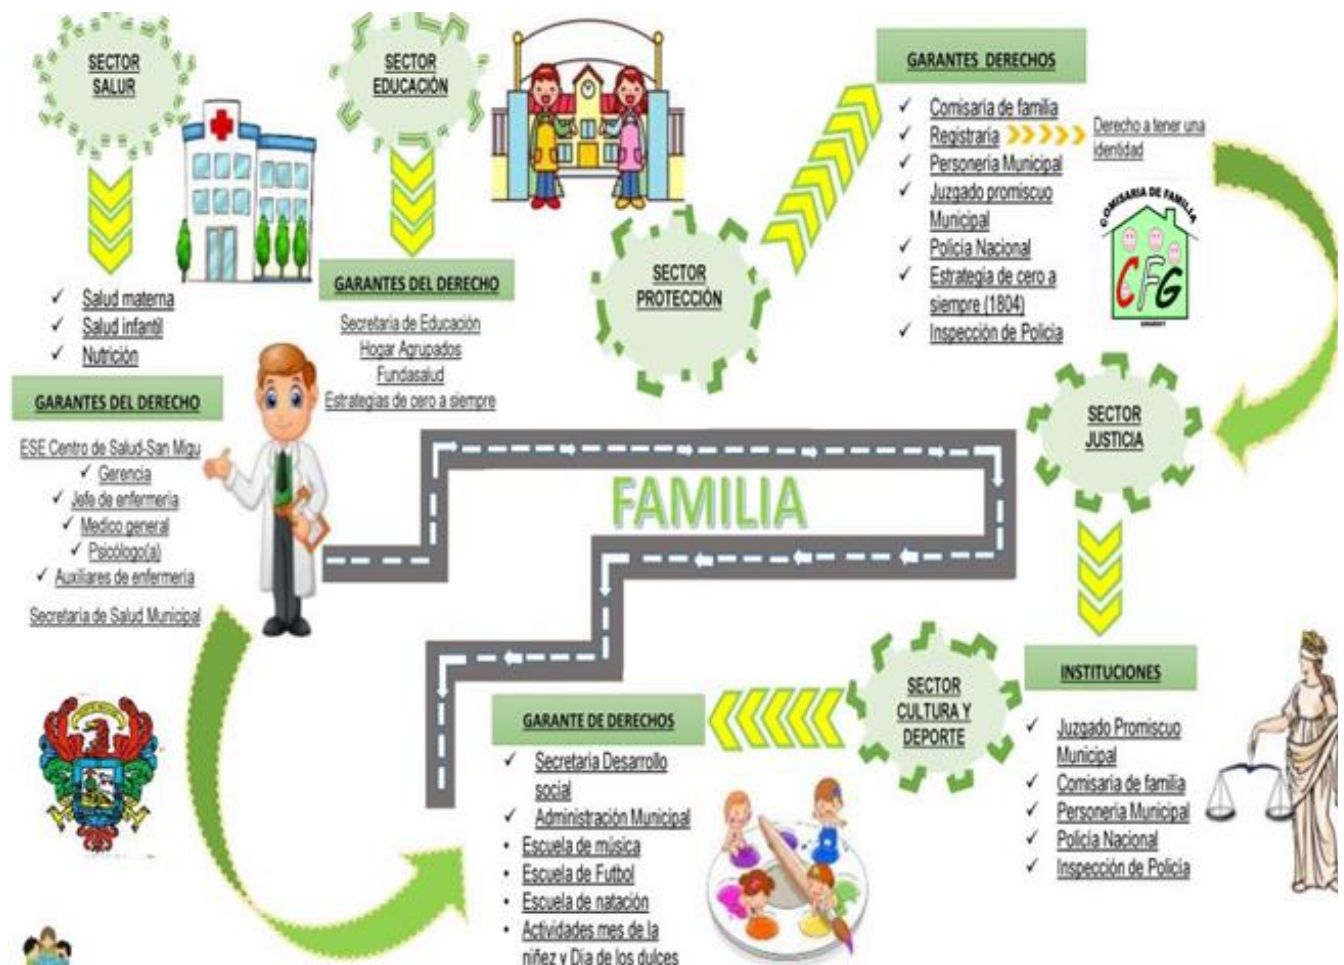 SECTOR
SALUR
✓ Salud materna
✓ Salud infantil
✓ Nutrición
GARANTES DEL DERECHO
ESE Centro de Salud-San Migu
✓ Gerencia
✓ Jefe de enfermería
✓ Medico general
✓ Psicólogo(a)
✓ Auxiliares de enfermería
Secretaria de Salud Municipal
SECTOR
EDUCACIÓN
GARANTES DEL DERECHO
Secretaria de Educación
Hogar Agrupados
Fundasalud
Estrategias de cero a siempre
SECTOR
PROTECCIÓN
GARANTES DERECHOS
✓ Comisaría de familia
✓ Registraría
Derecho a tener una
identidad
✓ Personería Municipal
✓ Juzgado promiscuo
Municipal
✓ Policía Nacional
✓ Estrategia de cero a
siempre (1804)
✓ Inspección de Policía
COMISARIA DE FAMILIA
CFG
SECTOR
JUSTICIA
INSTITUCIONES
✓ Juzgado Promiscuo
Municipal
✓ Comisaría de familia
✓ Personería Municipal
✓ Policía Nacional
✓ Inspección de Policía
FAMILIA
SECTOR
CULTURA Y
DEPORTE
GARANTE DE DERECHOS
✓ Secretaria Desarrollo
social
✓ Administración Municipal
• Escuela de música
• Escuela de Futbol
• Escuela de natación
• Actividades mes de la
niñez y Día de los dulces